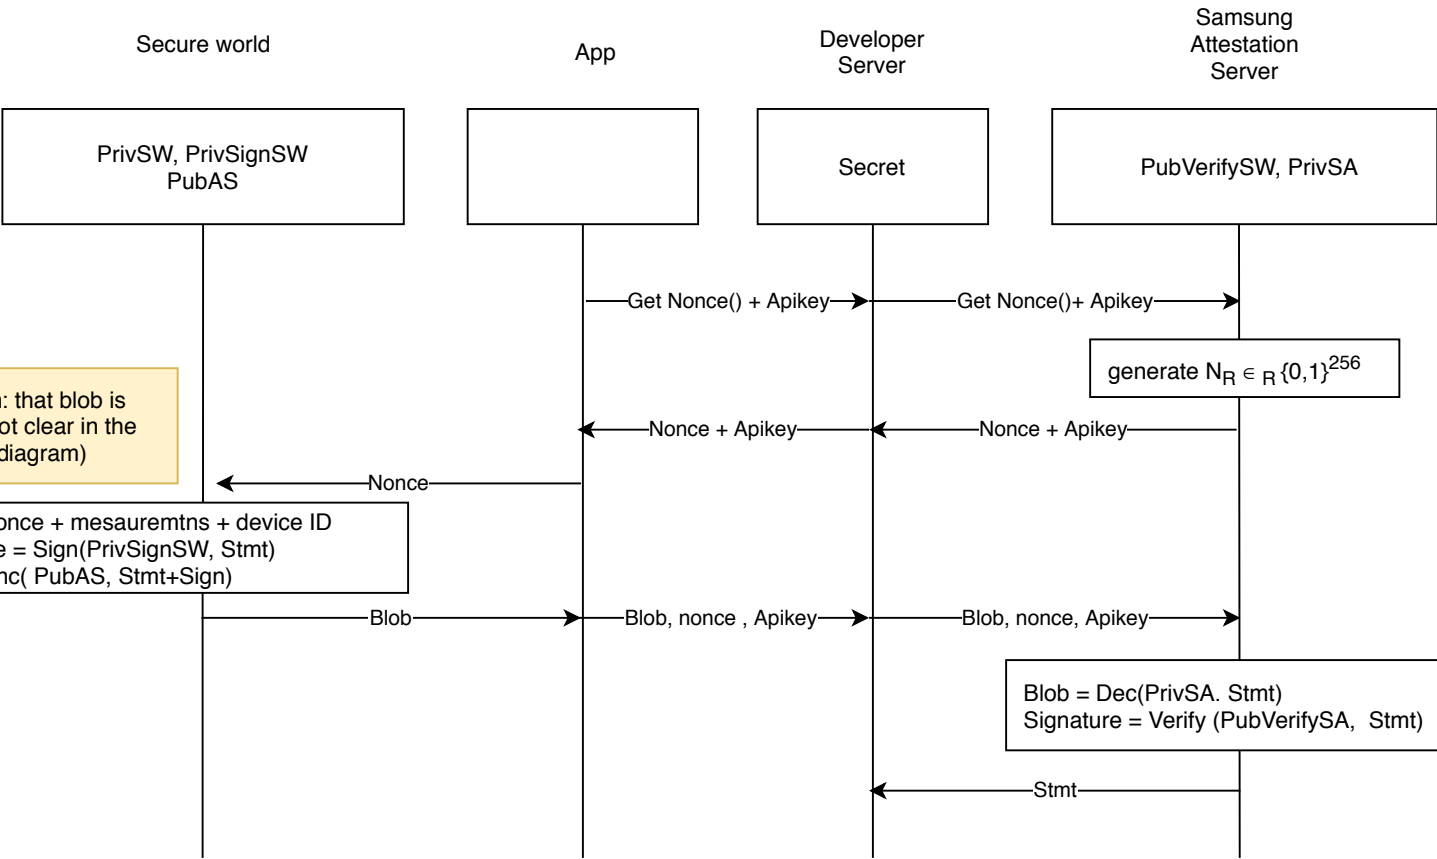 Secure world
App
Developer
Server
Samsung
Attestation
Server
PrivSW, PrivSignSW
PubAS
Secret
PubVerifySW, PrivSA
Get Nonce() + Apikey
Get Nonce()+ Apikey
generate N_R ∈ _R {0,1}^256
: that blob is
ot clear in the
diagram)
Nonce + Apikey
Nonce + Apikey
Nonce
once + mesauremtns + device ID
e = Sign(PrivSignSW, Stmt)
nc( PubAS, Stmt+Sign)
Blob
Blob, nonce , Apikey
Blob, nonce, Apikey
Blob = Dec(PrivSA. Stmt)
Signature = Verify (PubVerifySA, Stmt)
Stmt